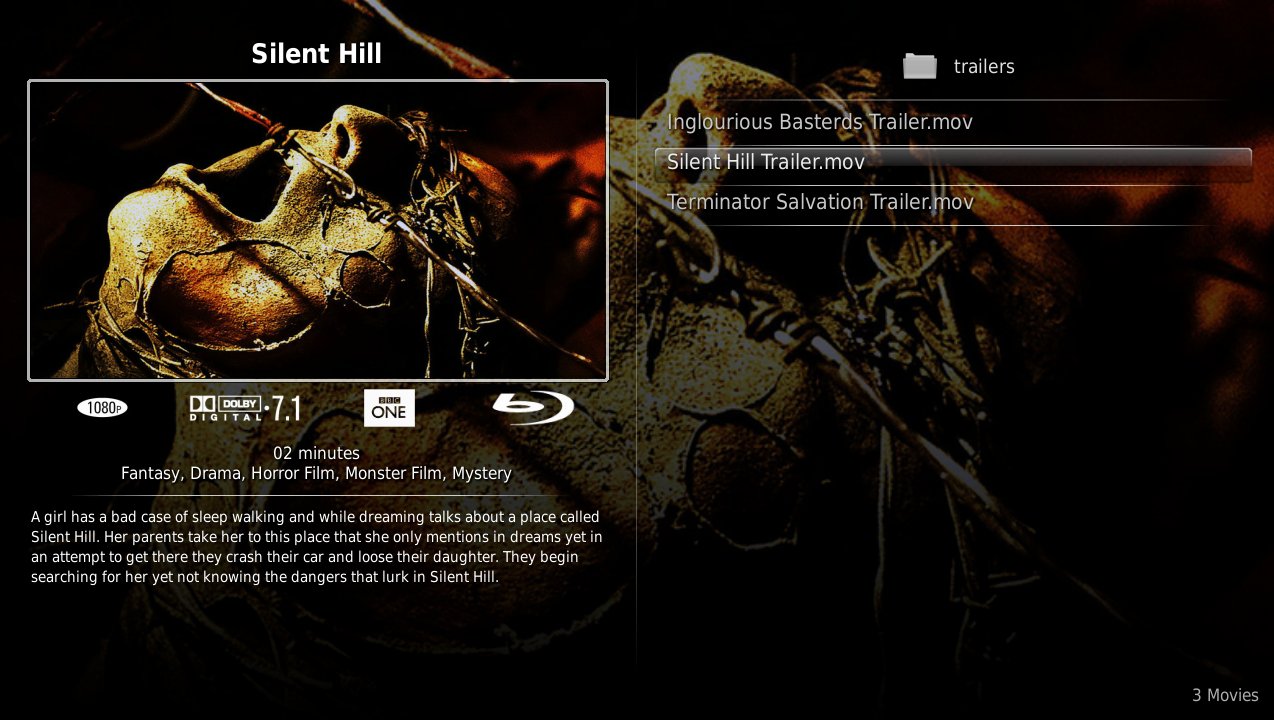 Silent Hill
1080P
DOLBY
DIGITAL·7.1
BBC
ONE
02 minutes
Fantasy, Drama, Horror Film, Monster Film, Mystery
A girl has a bad case of sleep walking and while dreaming talks about a place called
Silent Hill. Her parents take her to this place that she only mentions in dreams yet in
an attempt to get there they crash their car and loose their daughter. They begin
searching for her yet not knowing the dangers that lurk in Silent Hill.
trailers
Inglourious Basterds Trailer.mov
Silent Hill Trailer.mov
Terminator Salvation Trailer.mov
3 Movies